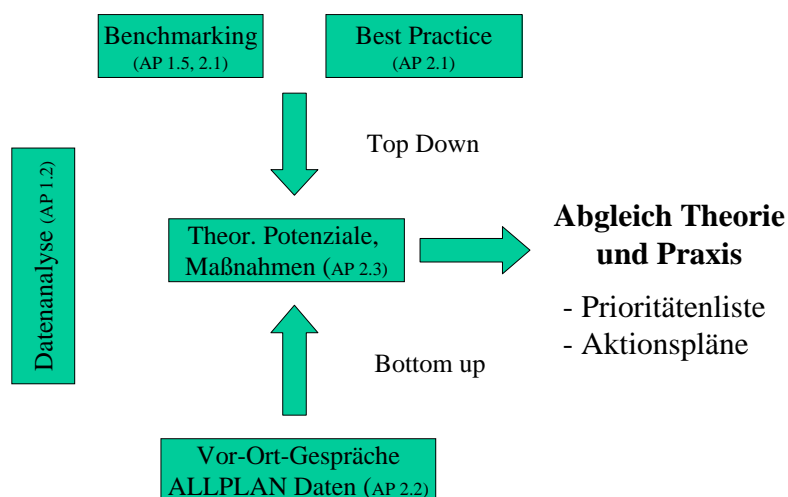 Benchmarking
(AP 1.5, 2.1)
Best Practice
(AP 2.1)
Top Down
Datenanalyse (AP 1.2)
Theor. Potenziale,
Maßnahmen (AP 2.3)
Abgleich Theorie
und Praxis
- Prioritätenliste
- Aktionspläne
Bottom up
Vor-Ort-Gespräche
ALLPLAN Daten (AP 2.2)